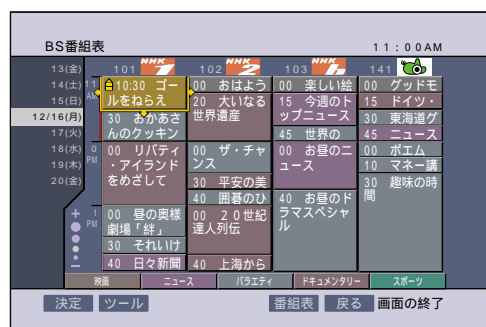 BS番組表
11:00AM
13(金)
14(土)
15(日)
12/16(月)
17(火)
18(水)
19(木)
20(金)
11
AM
0
PM
1
PM
101 NHK 7
10:30 ゴールをねらえ
30 おかあさんのクッキン
00 リバティ・アイランドをめざして
00 昼の奥様劇場「絆」
30 それいけ
40 日々新聞
102 NHK 2
00 おはよう
20 大いなる世界遺産
00 ザ・チャンス
30 平安の美
40 囲碁のひ
00 20世紀達人列伝
40 上海から
103 NHK h
00 楽しい絵
15 今週のトップニュース
45 世界の
00 お昼のニュース
40 お昼のドラマスペシャル
141
00 グッドモ
15 ドイツ・
30 東海道グ
45 ニュース
00 ポエム
10 マネー講
30 趣味の時間
映画
ニュース
バラエティ
ドキュメンタリー
スポーツ
決定
ツール
番組表
戻る
画面の終了